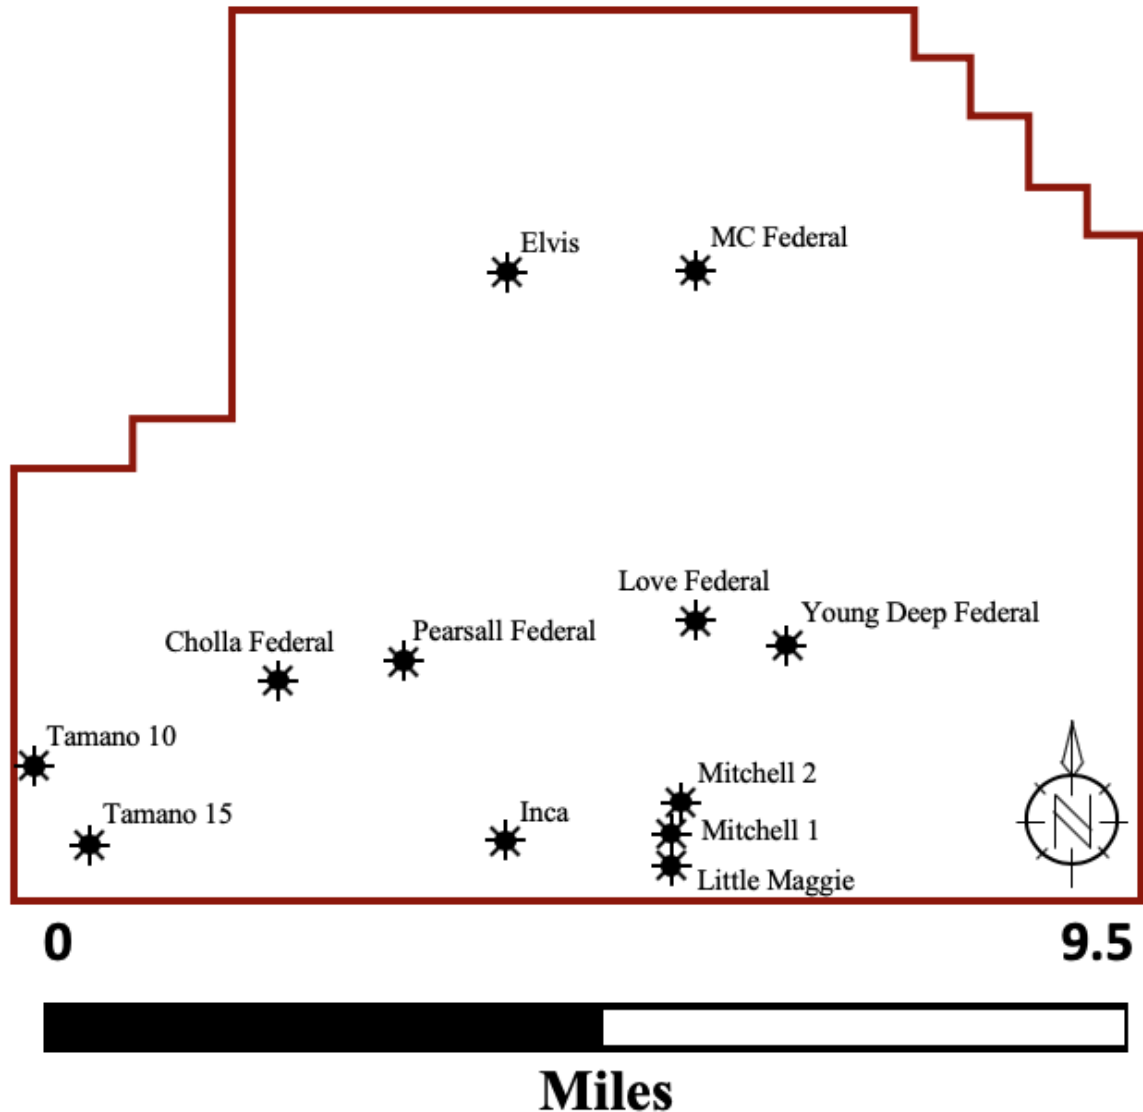 Elvis
MC Federal
Love Federal
Young Deep Federal
Pearsall Federal
Cholla Federal
Tamano 10
Mitchell 2
Tamano 15
Inca
Mitchell 1
Little Maggie
N
0
9.5
Miles